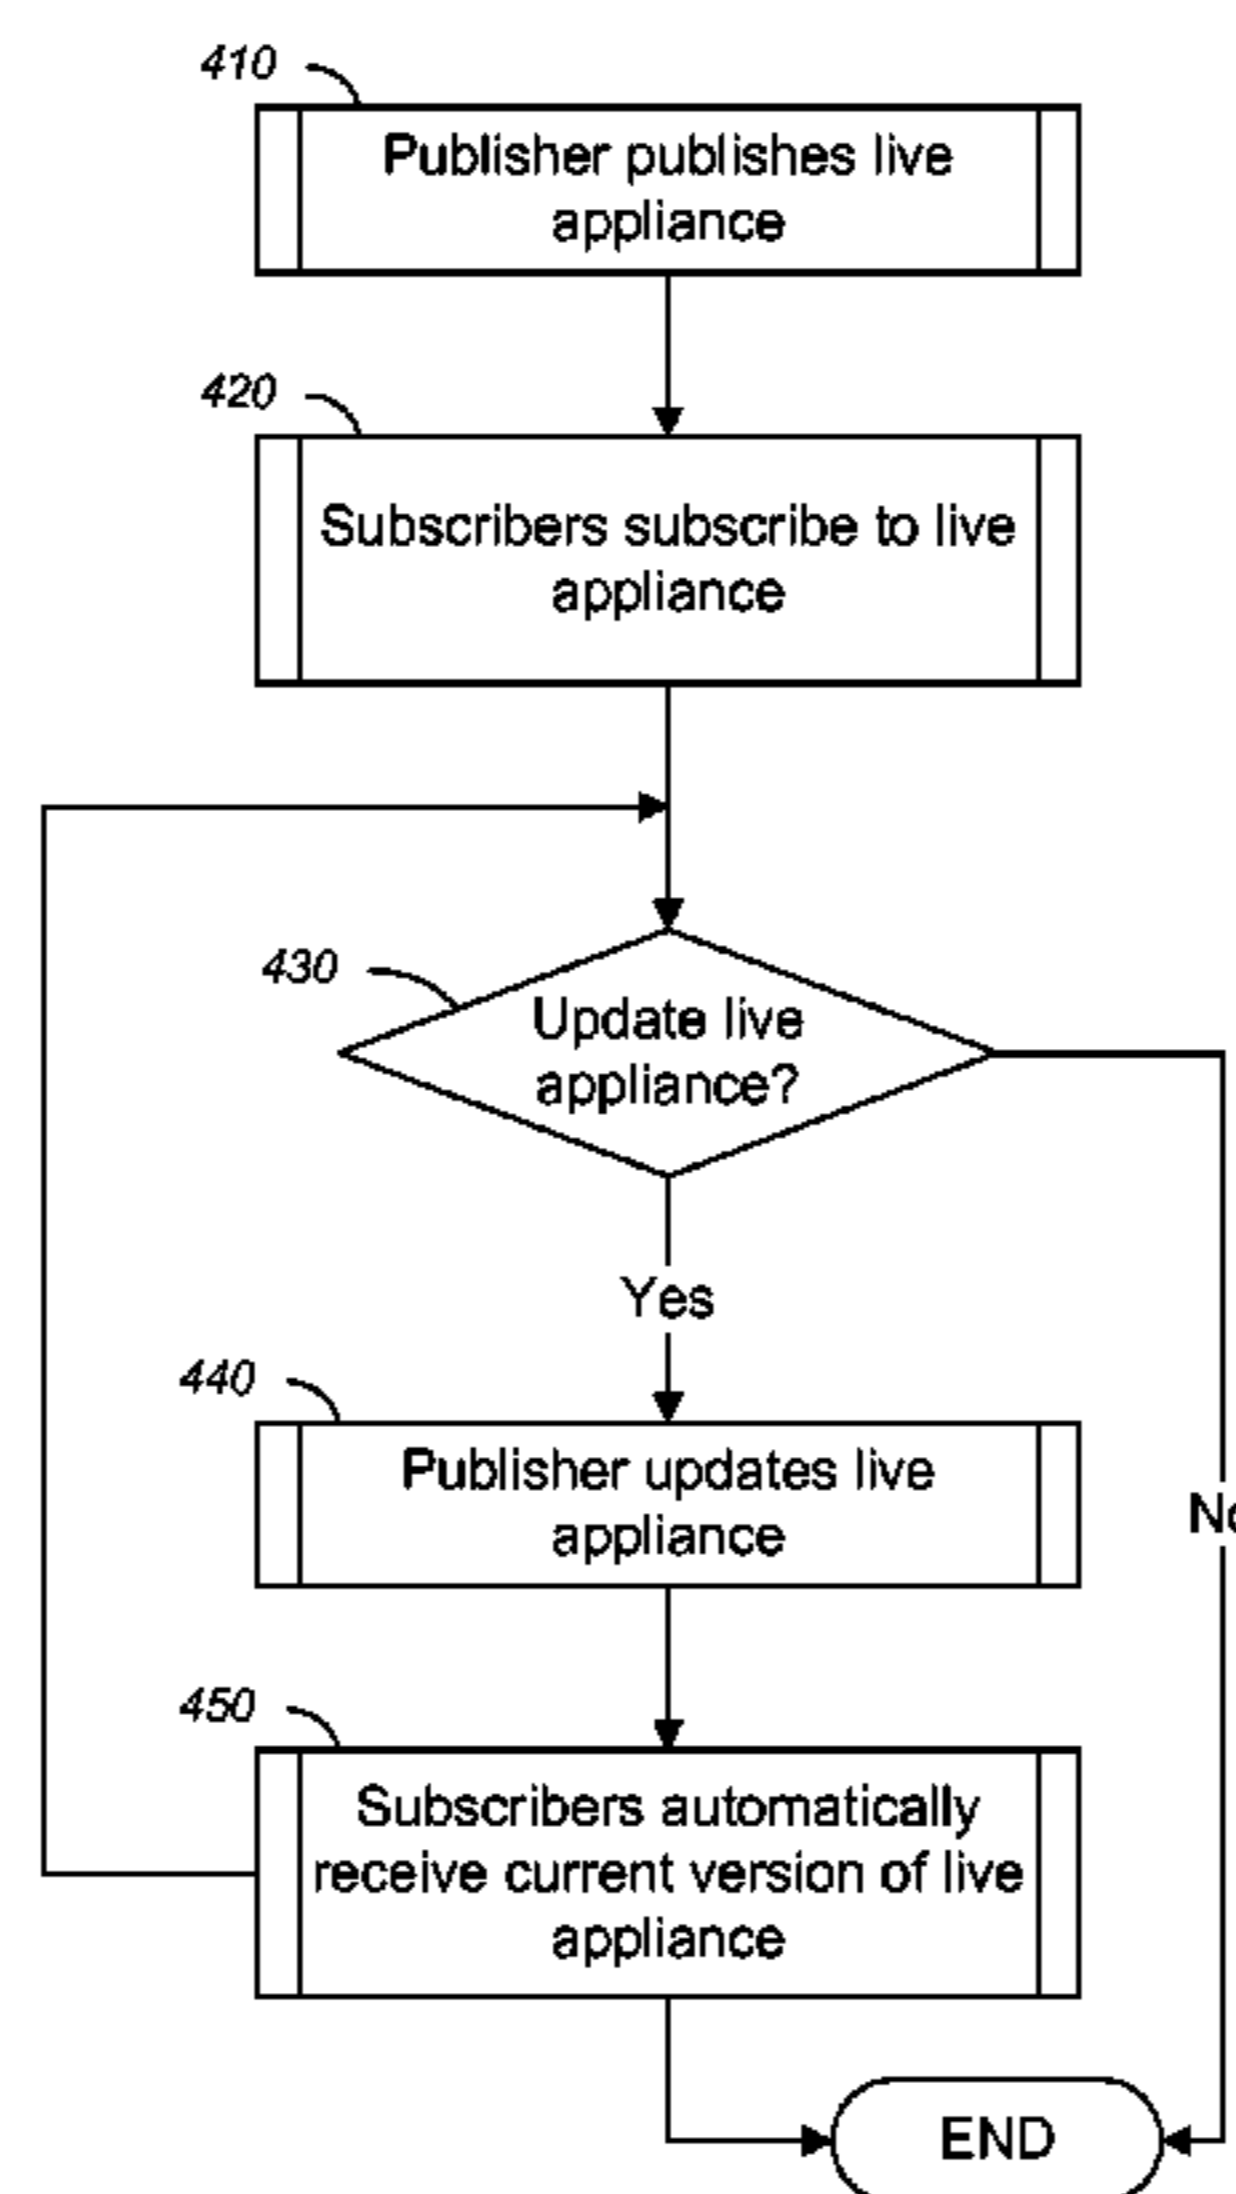 410
Publisher publishes live
appliance
420
Subscribers subscribe to live
appliance
430
Update live
appliance?
Yes
440
Publisher updates live
appliance
No
450
Subscribers automatically
receive current version of live
appliance
END